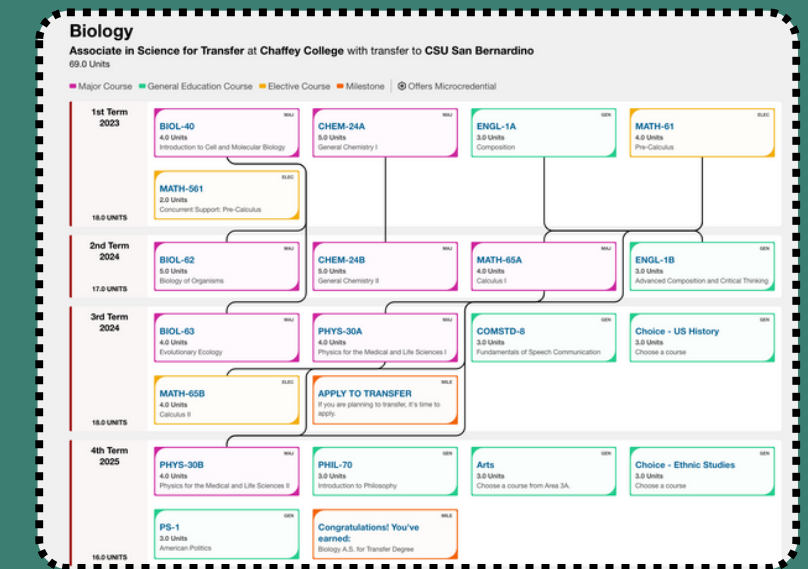 Biology
Associate in Science for Transfer at Chaffey College with transfer to CSU San Bernardino
69.0 Units
Major Course General Education Course Elective Course Milestone Offers Microcredential
1st Term
2023
18.0 UNITS
MAJ
BIOL-40
4.0 Units
Introduction to Cell and Molecular Biology
MAJ
CHEM-24A
5.0 Units
General Chemistry I
GEN
ENGL-1A
3.0 Units
Composition
ELEC
MATH-61
4.0 Units
Pre-Calculus
ELEC
MATH-561
2.0 Units
Concurrent Support: Pre-Calculus
2nd Term
2024
17.0 UNITS
MAJ
BIOL-62
5.0 Units
Biology of Organisms
MAJ
CHEM-24B
5.0 Units
General Chemistry II
MAJ
MATH-65A
4.0 Units
Calculus I
GEN
ENGL-1B
3.0 Units
Advanced Composition and Critical Thinking
3rd Term
2024
18.0 UNITS
MAJ
BIOL-63
4.0 Units
Evolutionary Ecology
MAJ
PHYS-30A
4.0 Units
Physics for the Medical and Life Sciences I
GEN
COMSTD-8
3.0 Units
Fundamentals of Speech Communication
GEN
Choice - US History
3.0 Units
Choose a course
ELEC
MATH-65B
4.0 Units
Calculus II
MILE
APPLY TO TRANSFER
If you are planning to transfer, it's time to
apply.
4th Term
2025
16.0 UNITS
MAJ
PHYS-30B
4.0 Units
Physics for the Medical and Life Sciences II
GEN
PHIL-70
3.0 Units
Introduction to Philosophy
GEN
Arts
3.0 Units
Choose a course from Area 3A.
GEN
Choice - Ethnic Studies
3.0 Units
Choose a course
GEN
PS-1
3.0 Units
American Politics
MILE
Congratulations! You've
earned:
Biology A.S. for Transfer Degree